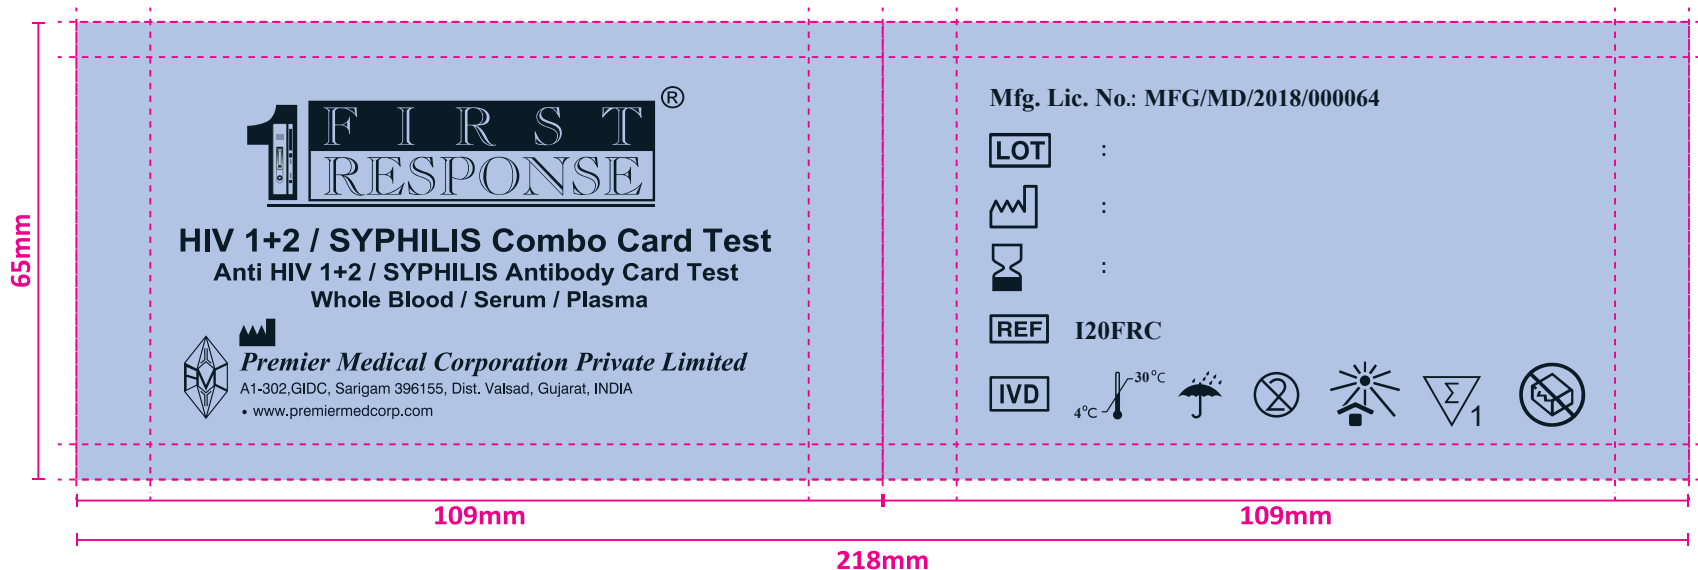 1 FIRST ®
RESPONSE
HIV 1+2 / SYPHILIS Combo Card Test
Anti HIV 1+2 / SYPHILIS Antibody Card Test
Whole Blood / Serum / Plasma
Premier Medical Corporation Private Limited
A1-302,GIDC, Sarigam 396155, Dist. Valsad, Gujarat, INDIA
• www.premiermedcorp.com
Mfg. Lic. No.: MFG/MD/2018/000064
LOT :
:
:
REF I20FRC
IVD 4°C 30°C 2 Σ 1
65mm
109mm
109mm
218mm